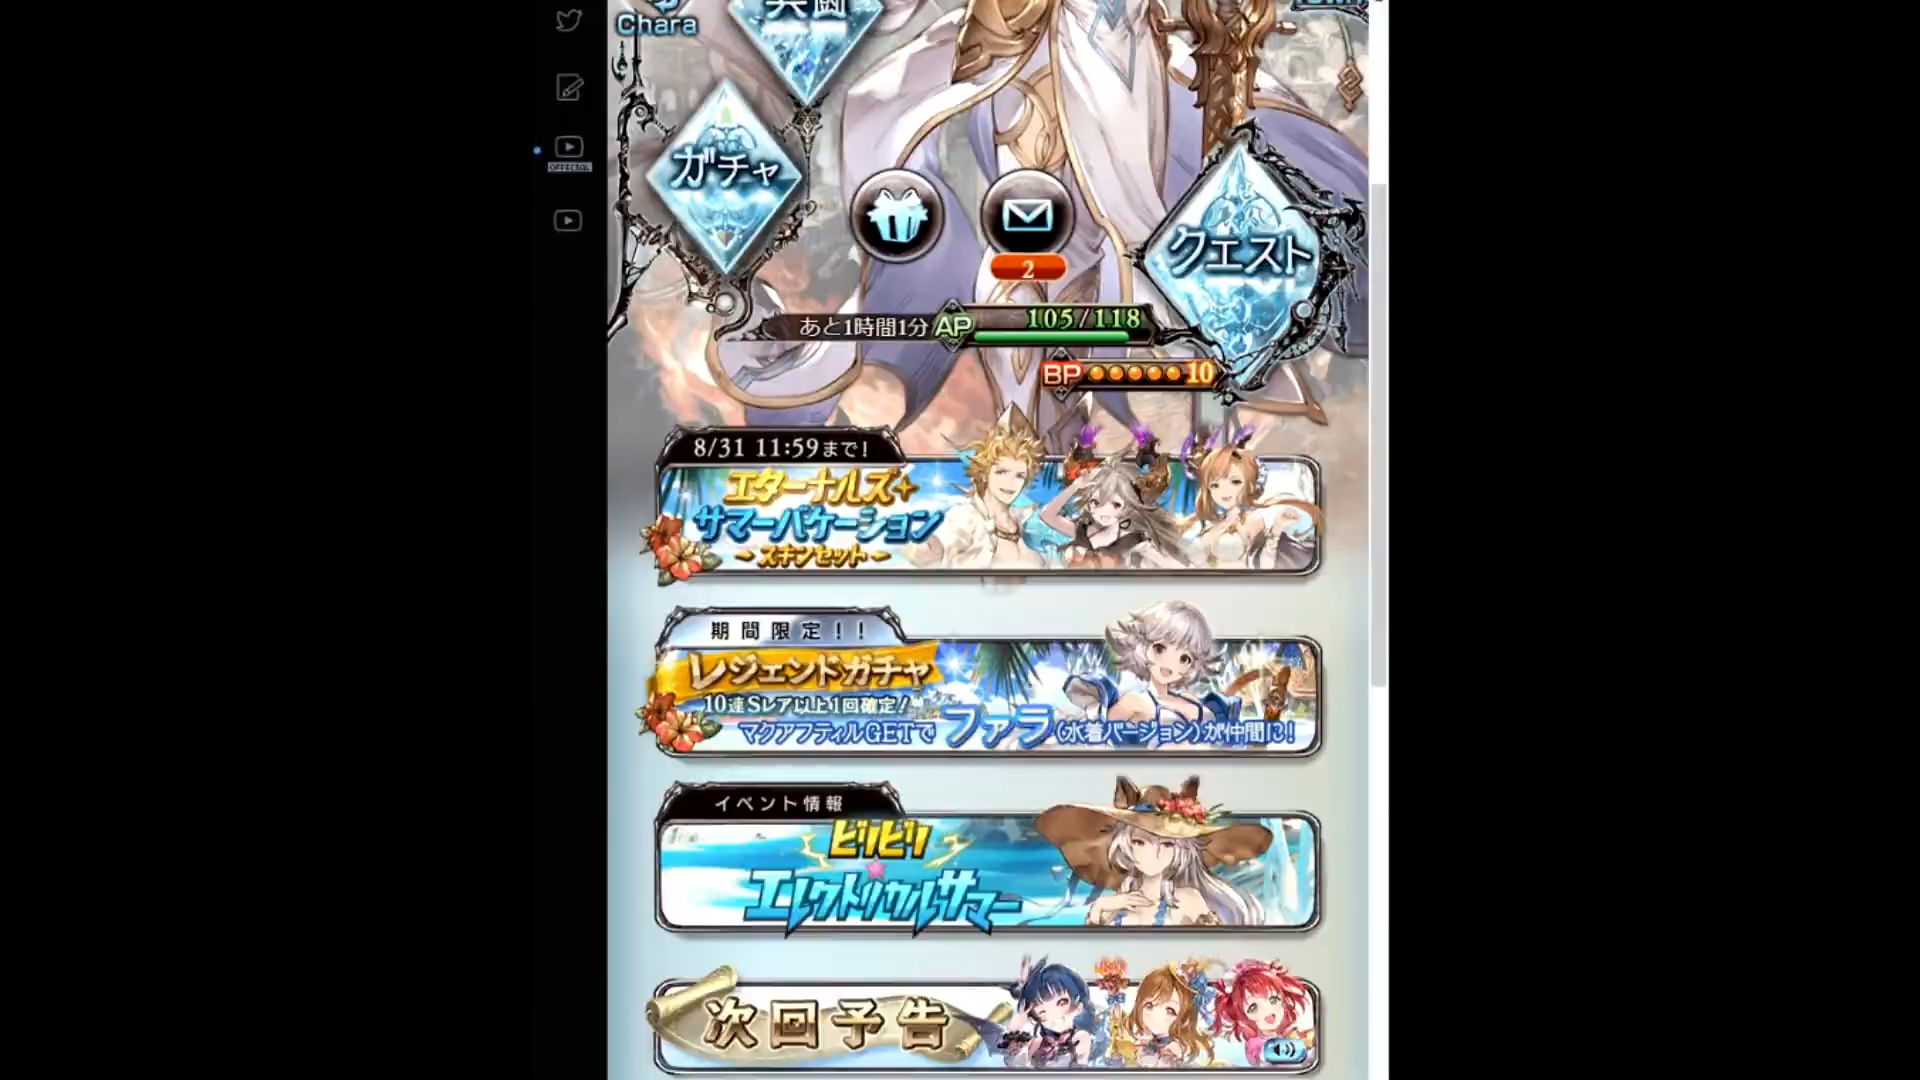 Chara
共闘
ガチャ
クエスト
2
あと1時間1分 AP 105/118
BP 10
8/31 11:59まで!
エターナルズ
サマーバケーション
スキンセット
期間限定!!
レジェンドガチャ
10連Sレア以上1回確定!
マクアフティルGETで ファラ(水着バージョン)が仲間に!
イベント情報
ビリビリ
エレクトリカルサマー
次回予告